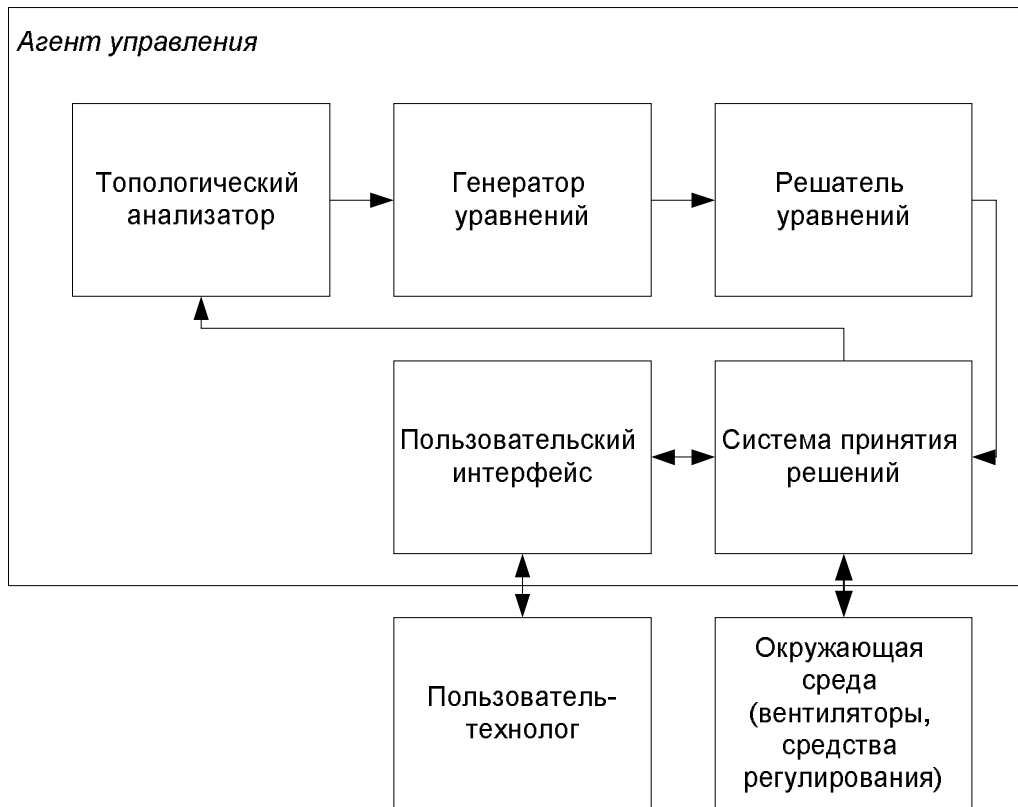 Агент управления
Топологический
анализатор
Генератор
уравнений
Решатель
уравнений
Пользовательский
интерфейс
Система принятия
решений
Пользователь-
технолог
Окружающая
среда
(вентиляторы,
средства
регулирования)